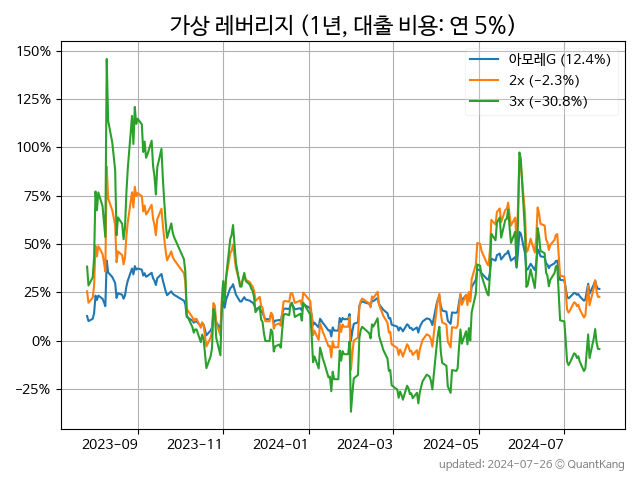 가상 레버리지 (1년, 대출 비용: 연 5%)
150%
125%
100%
75%
50%
25%
0%
−25%
아모레G (12.4%)
2x (−2.3%)
3x (−30.8%)
2023-09 2023-11 2024-01 2024-03 2024-05 2024-07
updated: 2024-07-26 © QuantKang